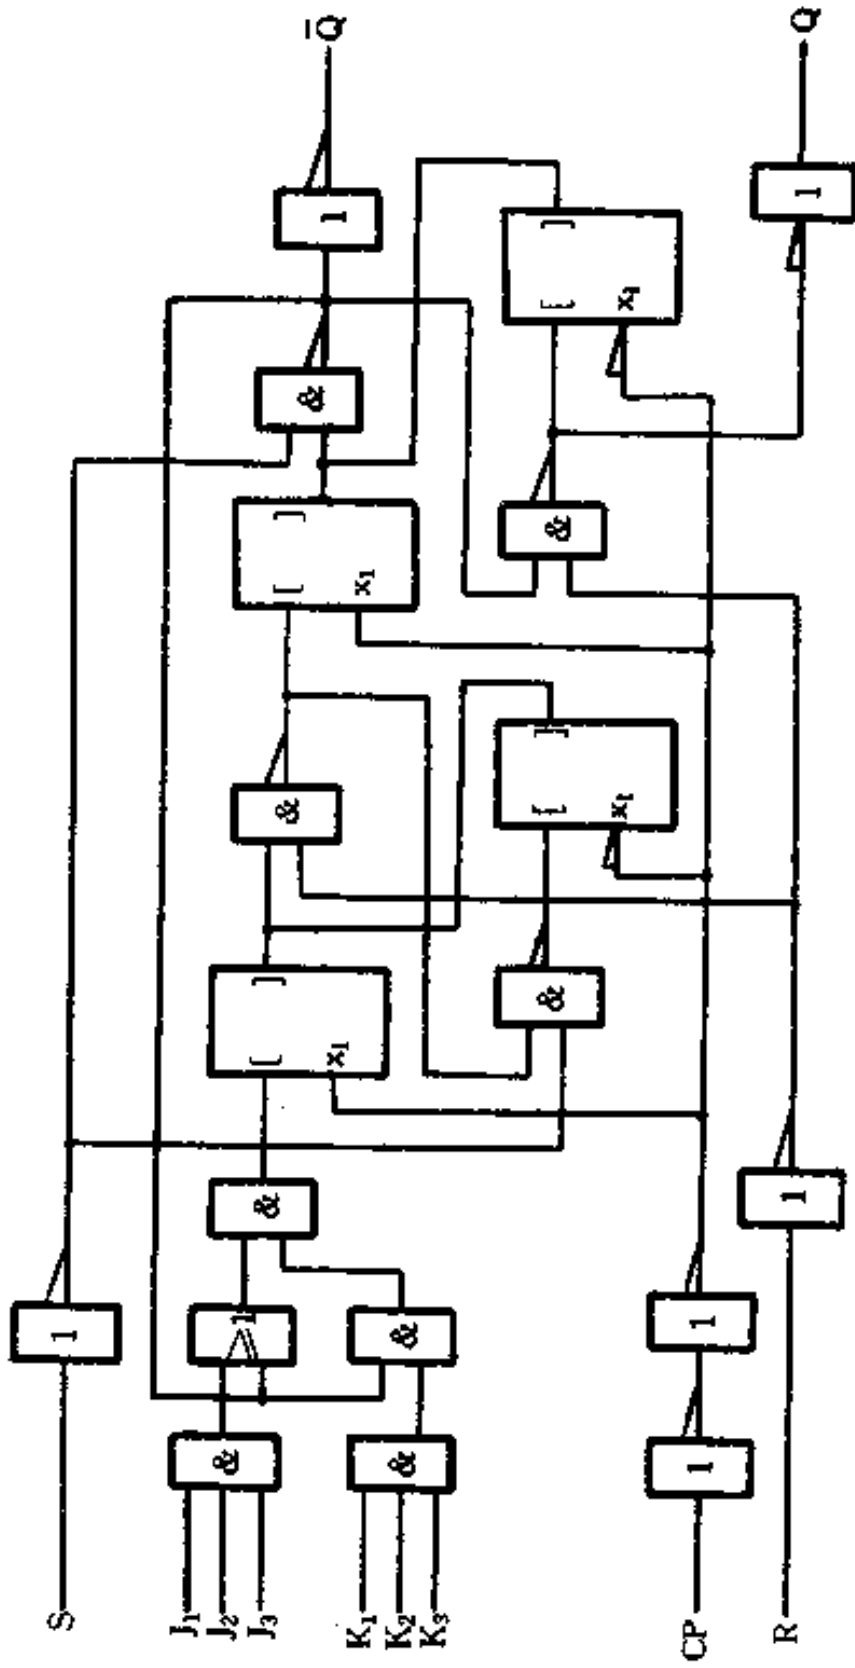 S
J₁
J₂
J₃
K₁
K₂
K₃
CP
R
1
&
&
≥1
&
&
1
1
1
[ ]
x₁
&
&
[ ]
x₁
[ ]
x₁
&
&
[ ]
x₁
1
1
Q̅
Q